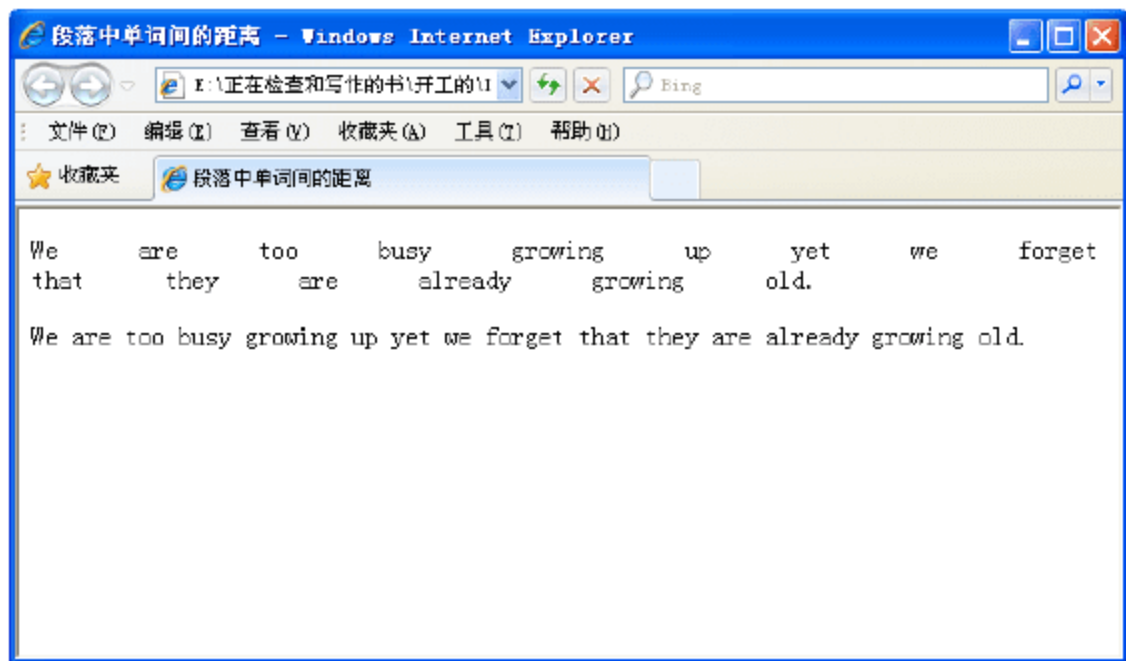 段落中单词间的距离 - Windows Internet Explorer
E:\正在检查和写作的书\开工的\I
Bing
文件(F) 编辑(E) 查看(V) 收藏夹(A) 工具(T) 帮助(H)
收藏夹 段落中单词间的距离
We are too busy growing up yet we forget
that they are already growing old.
We are too busy growing up yet we forget that they are already growing old.